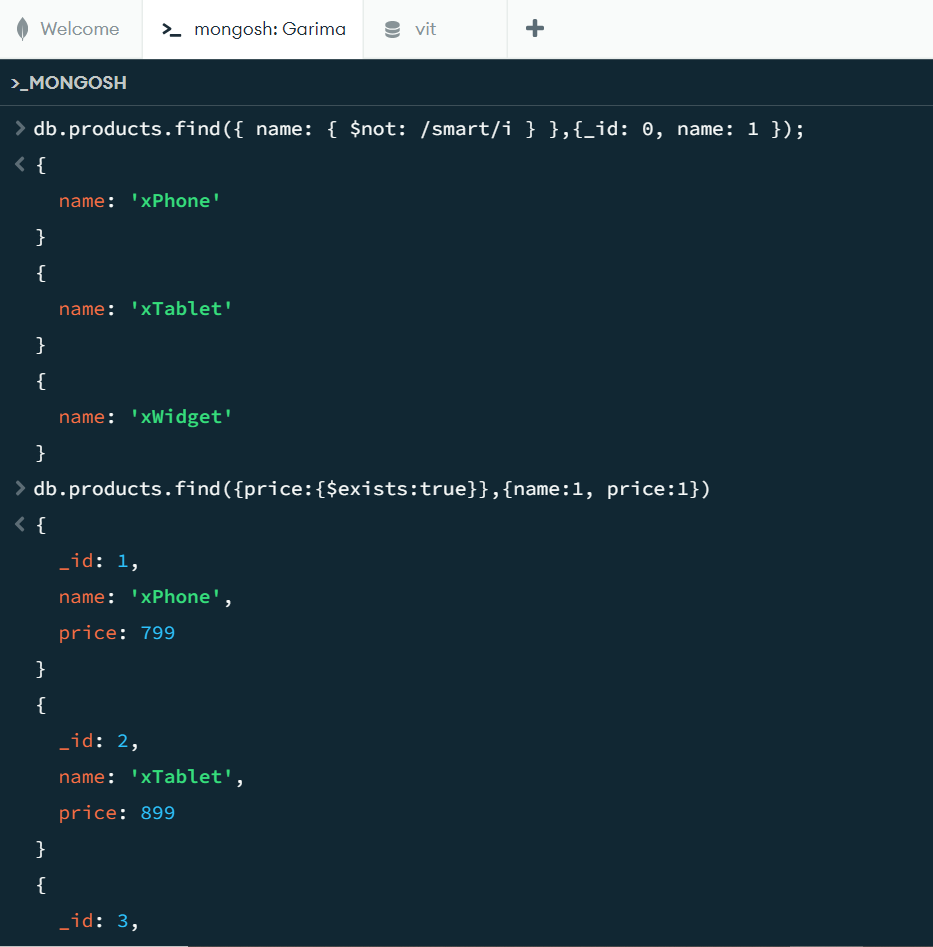 Welcome
>_ mongosh: Garima
vit
+
>_MONGOSH
> db.products.find({ name: { $not: /smart/i } },{_id: 0, name: 1 });
< {
name: 'xPhone'
}
{
name: 'xTablet'
}
{
name: 'xWidget'
}
> db.products.find({price:{$exists:true}},{name:1, price:1})
< {
_id: 1,
name: 'xPhone',
price: 799
}
{
_id: 2,
name: 'xTablet',
price: 899
}
{
_id: 3,